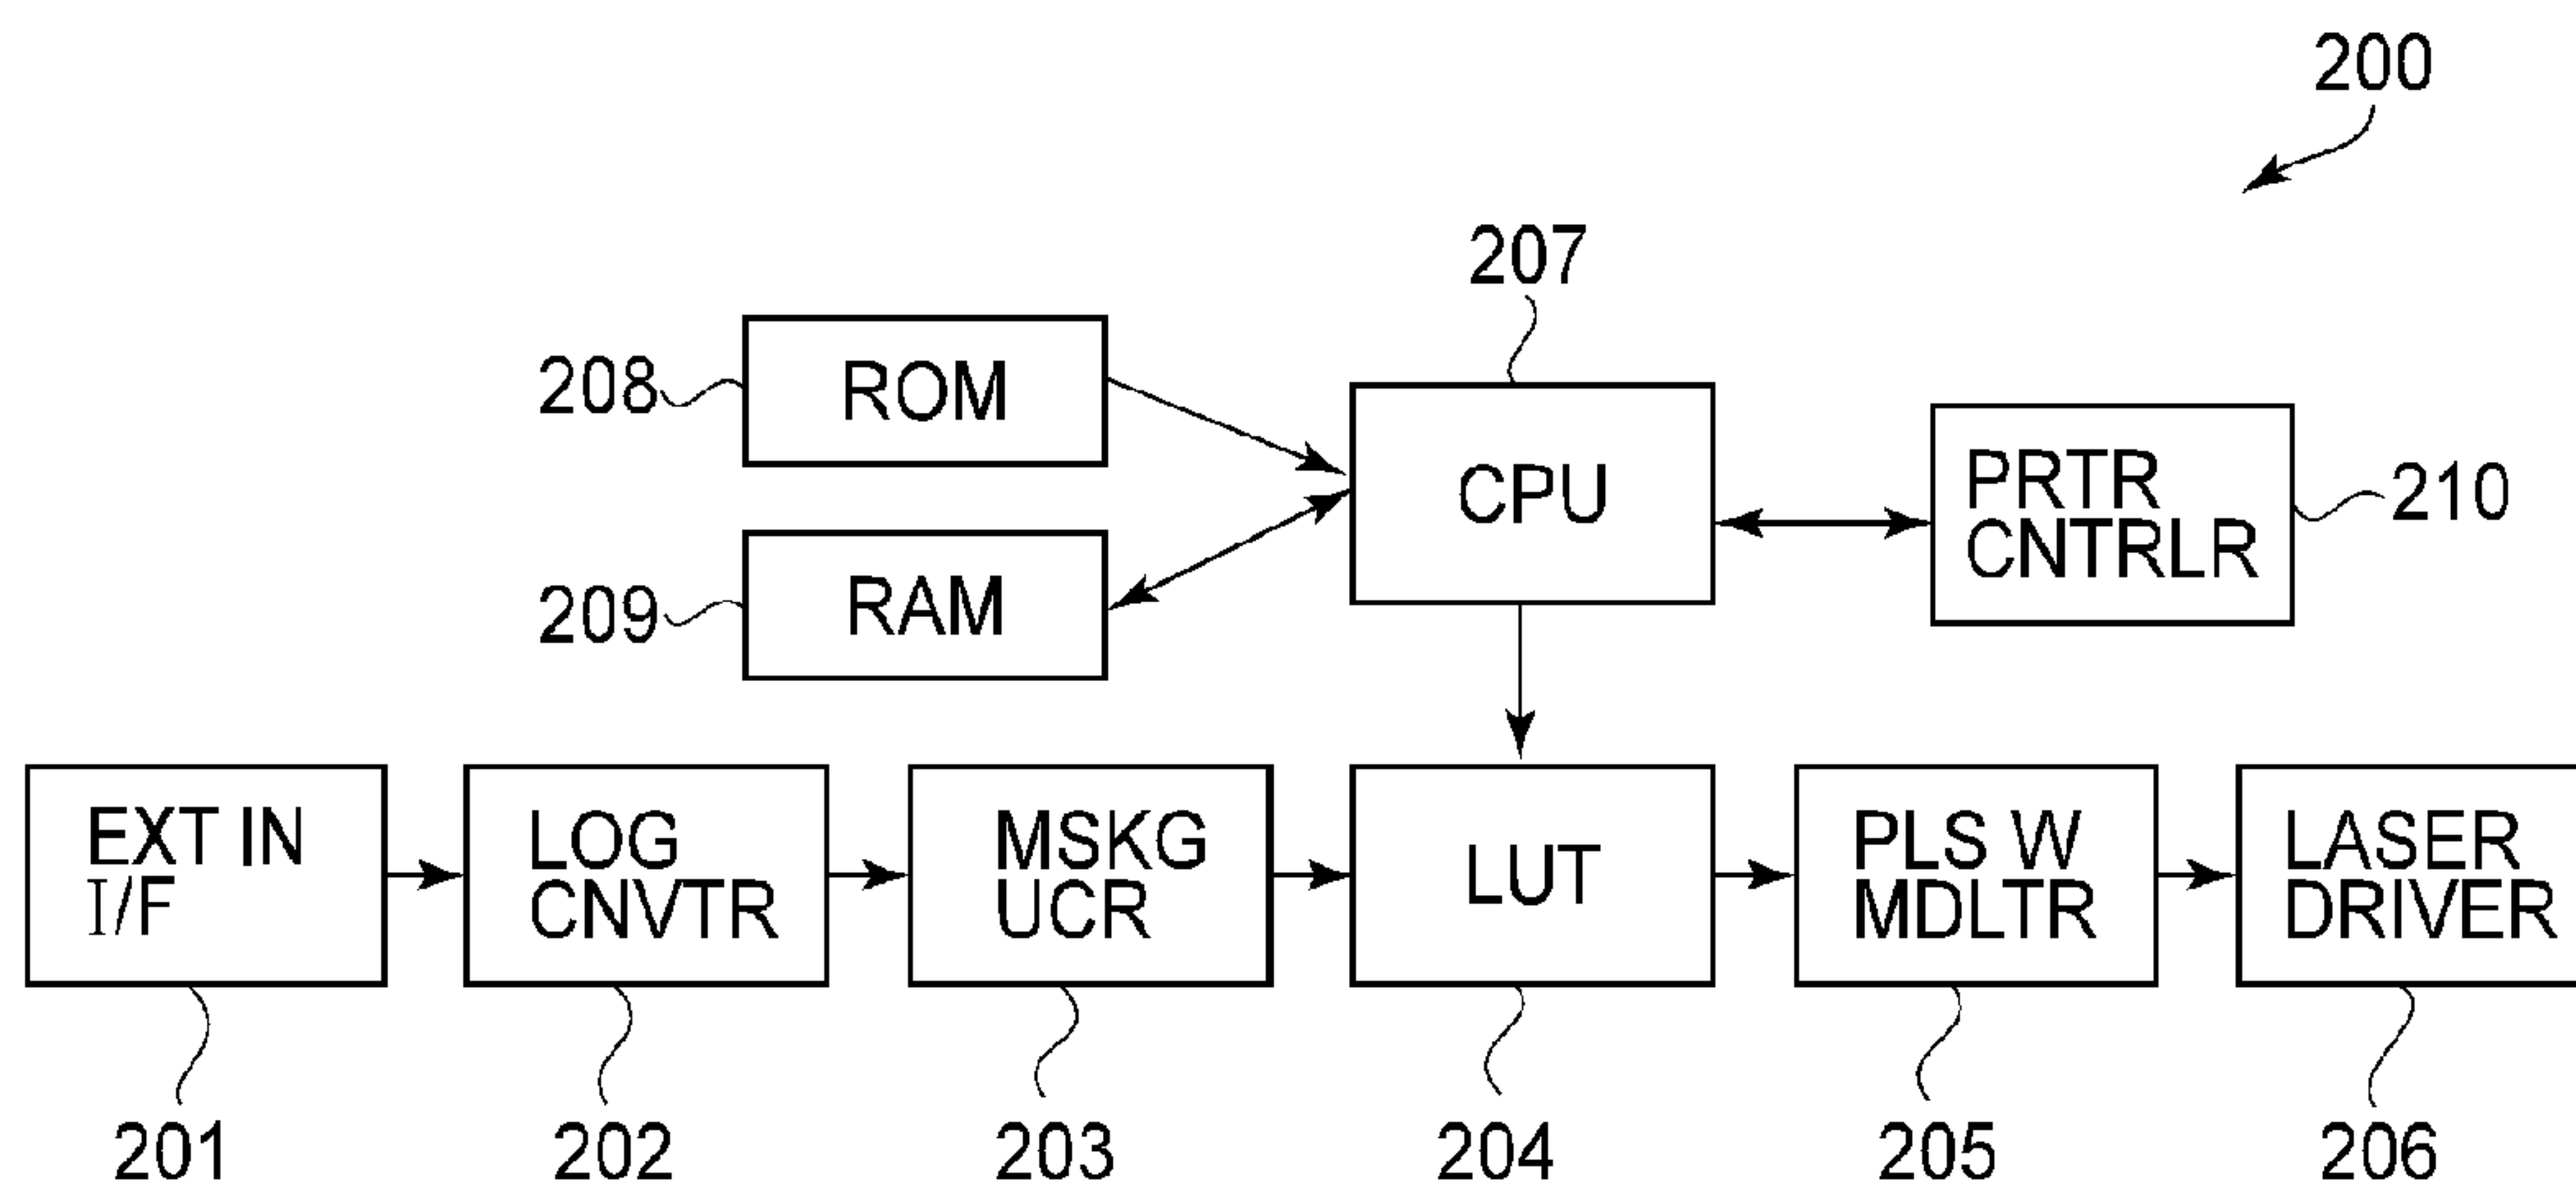 200
207
208
ROM
CPU
PRTR
CNTRLR
210
209
RAM
EXT IN
I/F
LOG
CNVTR
MSKG
UCR
LUT
PLS W
MDLTR
LASER
DRIVER
201
202
203
204
205
206